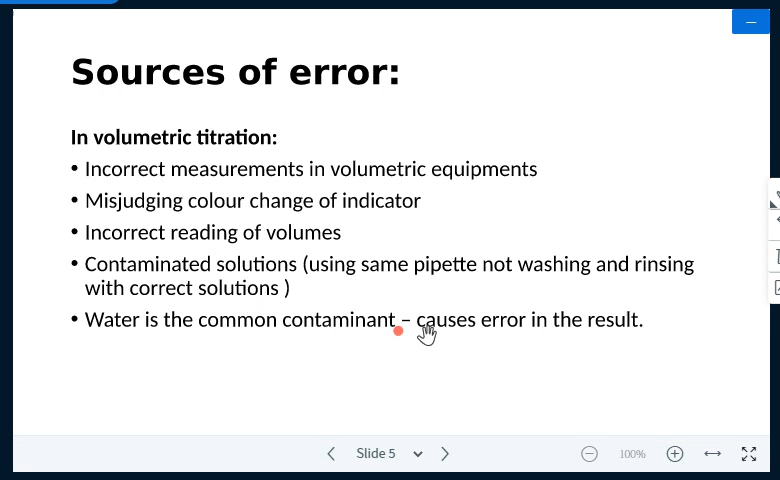 Sources of error:
In volumetric titration:
• Incorrect measurements in volumetric equipments
• Misjudging colour change of indicator
• Incorrect reading of volumes
• Contaminated solutions (using same pipette not washing and rinsing
with correct solutions )
• Water is the common contaminant – causes error in the result.
Slide 5
100%